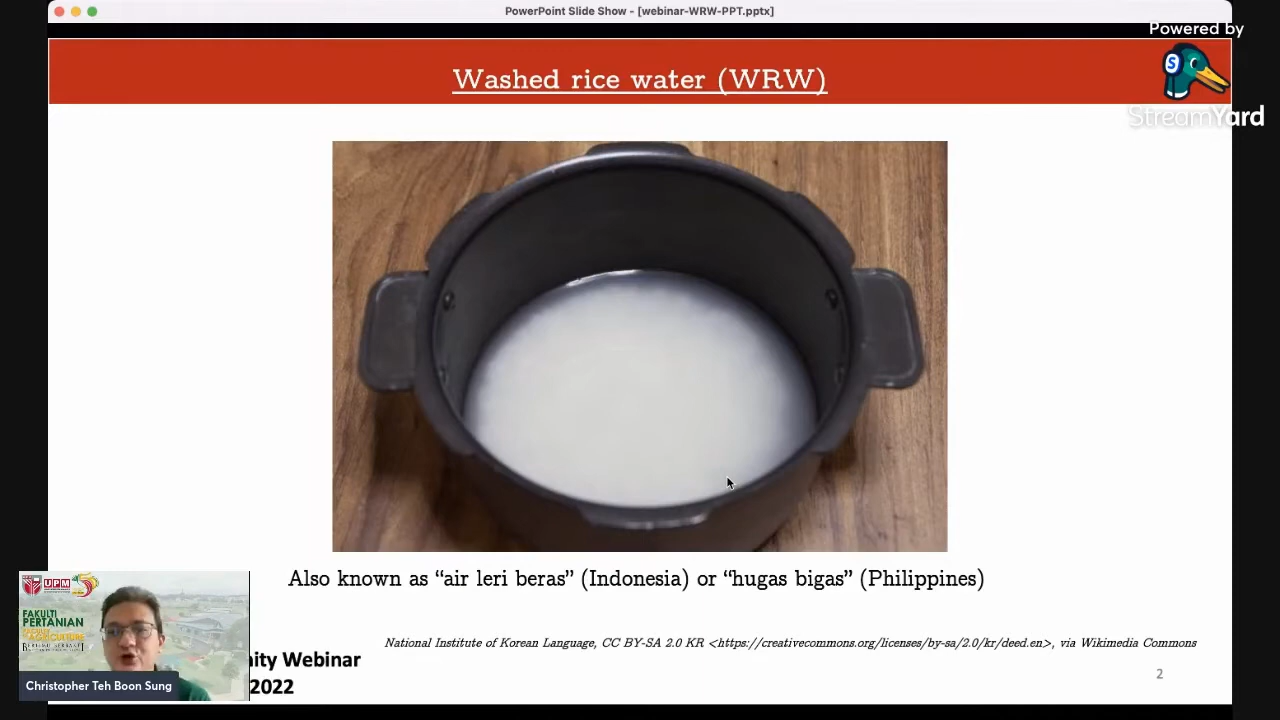 PowerPoint Slide Show - [webinar-WRW-PPT.pptx]
Powered by
StreamYard
Washed rice water (WRW)
Also known as “air leri beras” (Indonesia) or “hugas bigas” (Philippines)
National Institute of Korean Language, CC BY-SA 2.0 KR <https://creativecommons.org/licenses/by-sa/2.0/kr/deed.en>, via Wikimedia Commons
nity Webinar
2022
2
UPM
FAKULTI
PERTANIAN
Christopher Teh Boon Sung